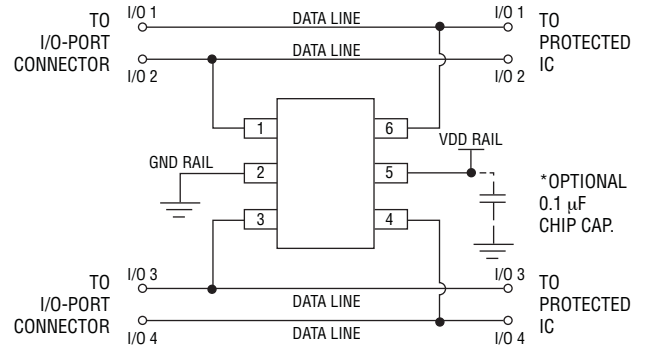 TO
I/O-PORT
CONNECTOR
I/O 1
DATA LINE
I/O 1
TO
PROTECTED
IC
I/O 2
DATA LINE
I/O 2
1
6
GND RAIL
2
5
VDD RAIL
3
4
*OPTIONAL
0.1 μF
CHIP CAP.
TO
I/O-PORT
CONNECTOR
I/O 3
DATA LINE
I/O 3
TO
PROTECTED
IC
I/O 4
DATA LINE
I/O 4